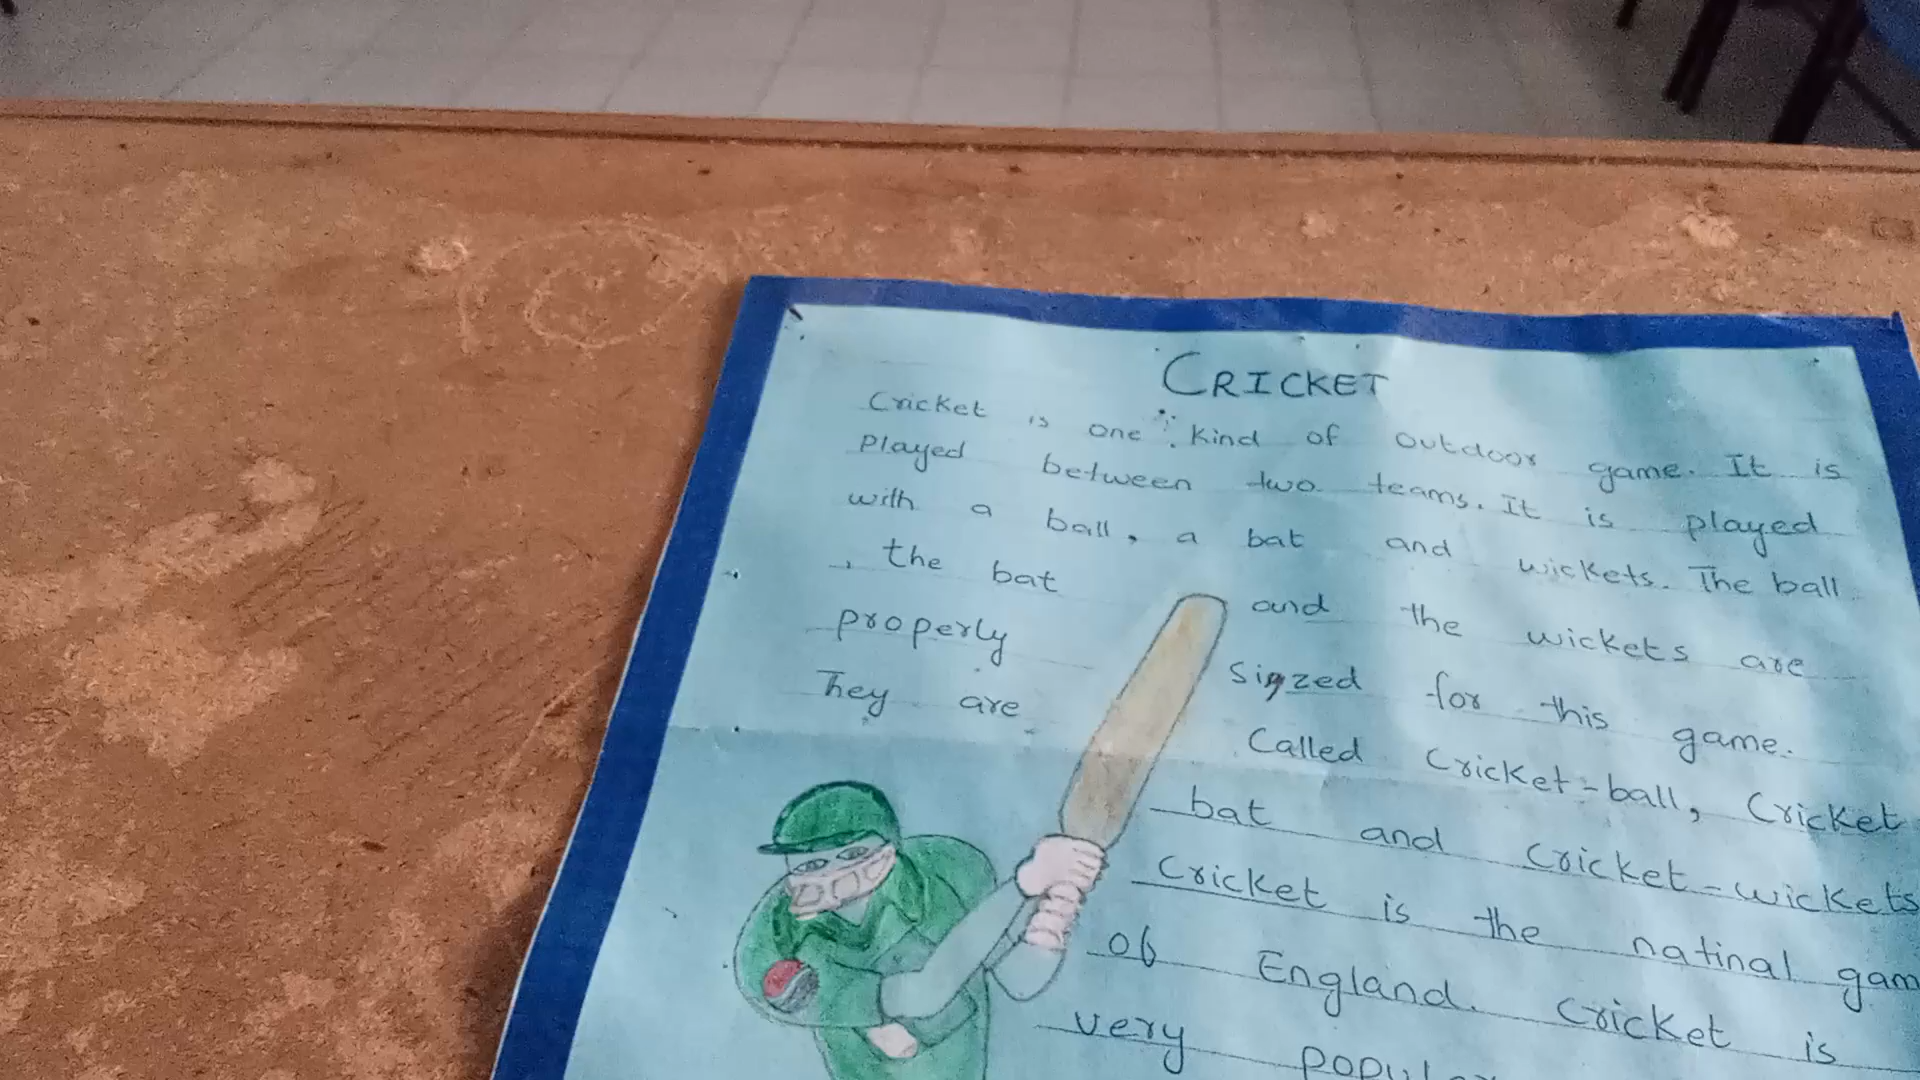 CRICKET
Cricket is one kind of outdoor game. It is
Played between two teams. It is played
with a ball, a bat and wickets. The ball
, the bat and the wickets are
properly sigzed for this game.
They are Called Cricket-ball, Cricket
bat and cricket-wickets
Cricket is the natinal gam
of England. Cricket is
very